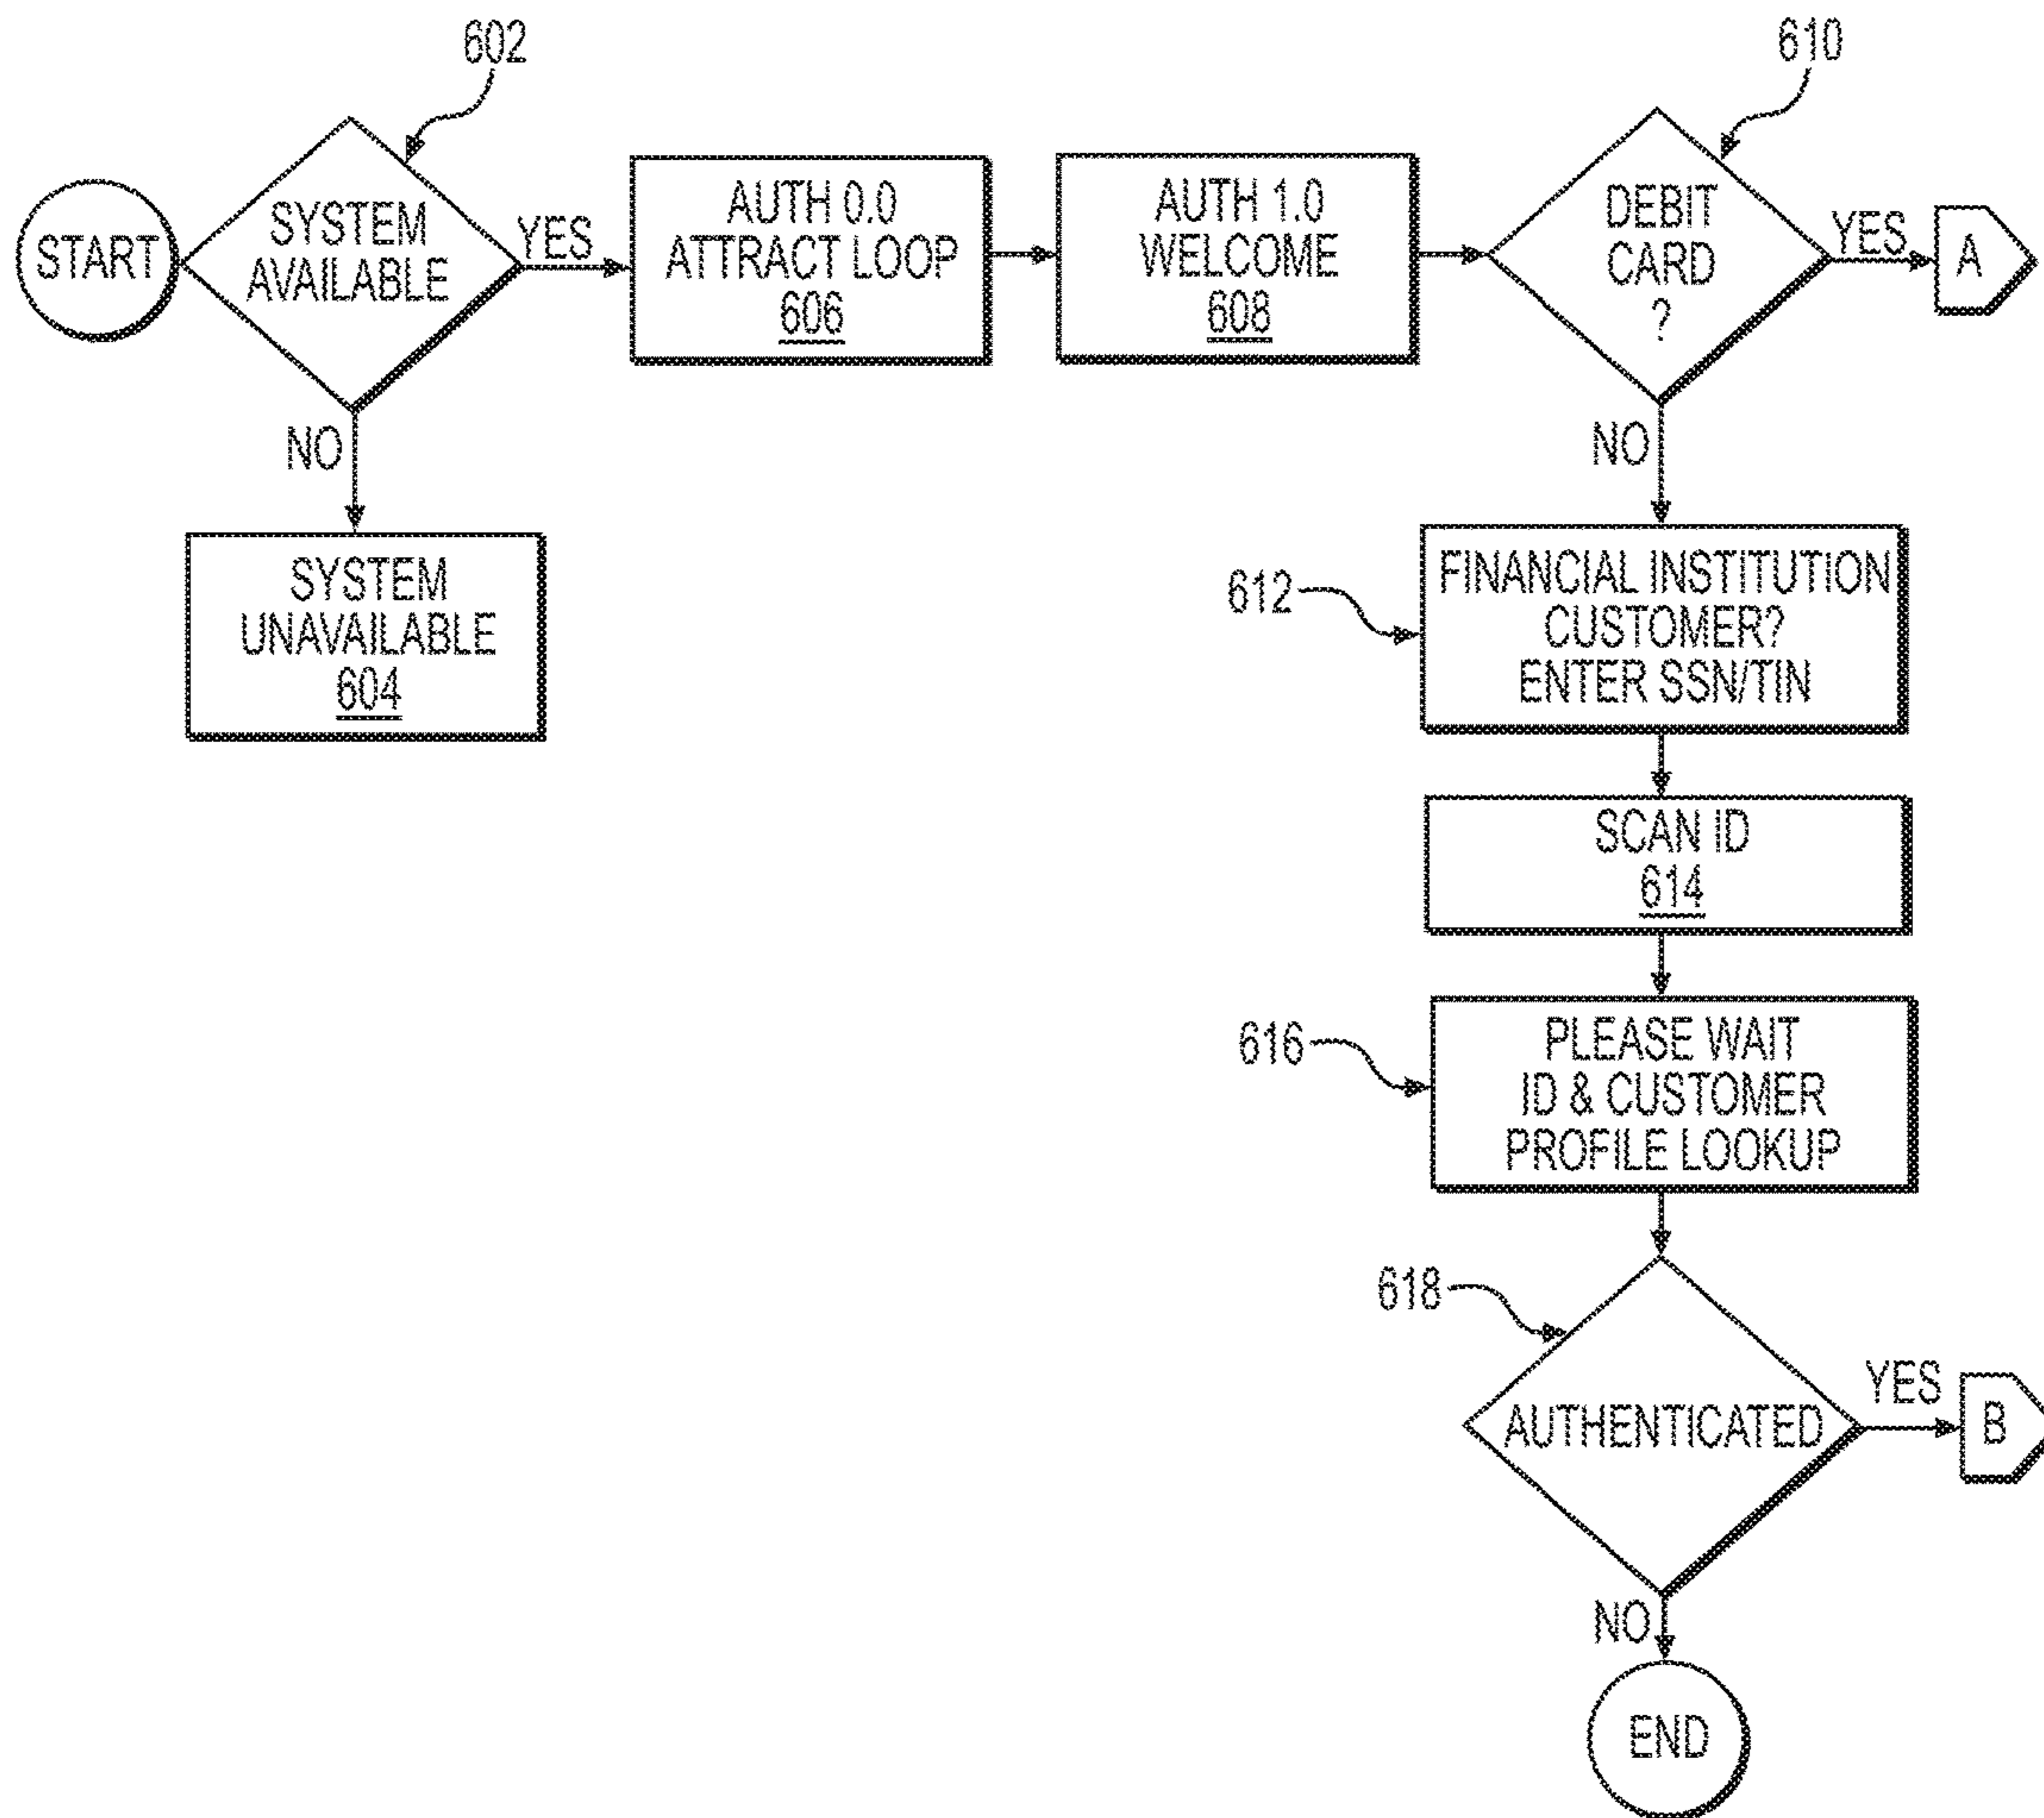 602
610
START
SYSTEM
AVAILABLE
YES
AUTH 0.0
ATTRACT LOOP
606
AUTH 1.0
WELCOME
608
DEBIT
CARD
?
YES
A
NO
NO
SYSTEM
UNAVAILABLE
604
612
FINANCIAL INSTITUTION
CUSTOMER?
ENTER SSN/TIN
SCAN ID
614
616
PLEASE WAIT
ID & CUSTOMER
PROFILE LOOKUP
618
AUTHENTICATED
YES
B
NO
END